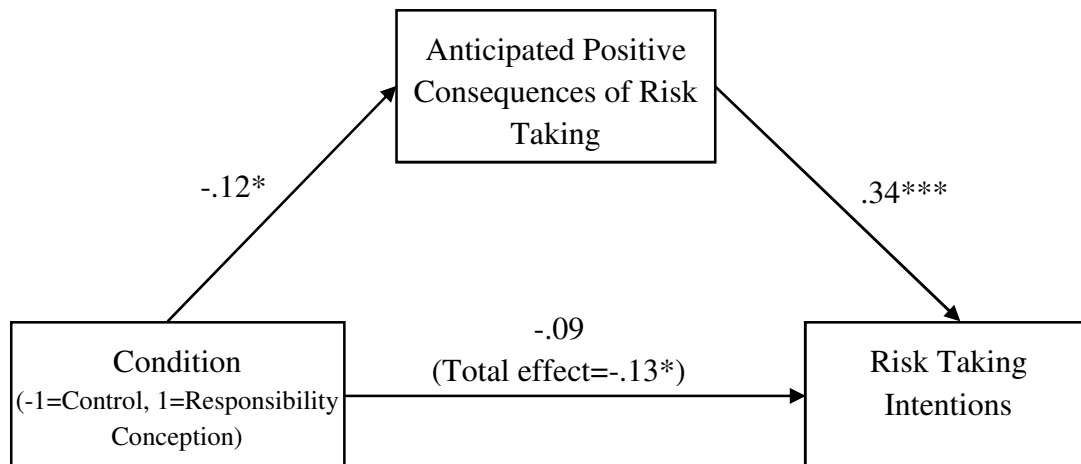 Anticipated Positive
Consequences of Risk
Taking
-.12*
.34***
-.09
(Total effect=-.13*)
Condition
(-1=Control, 1=Responsibility
Conception)
Risk Taking
Intentions